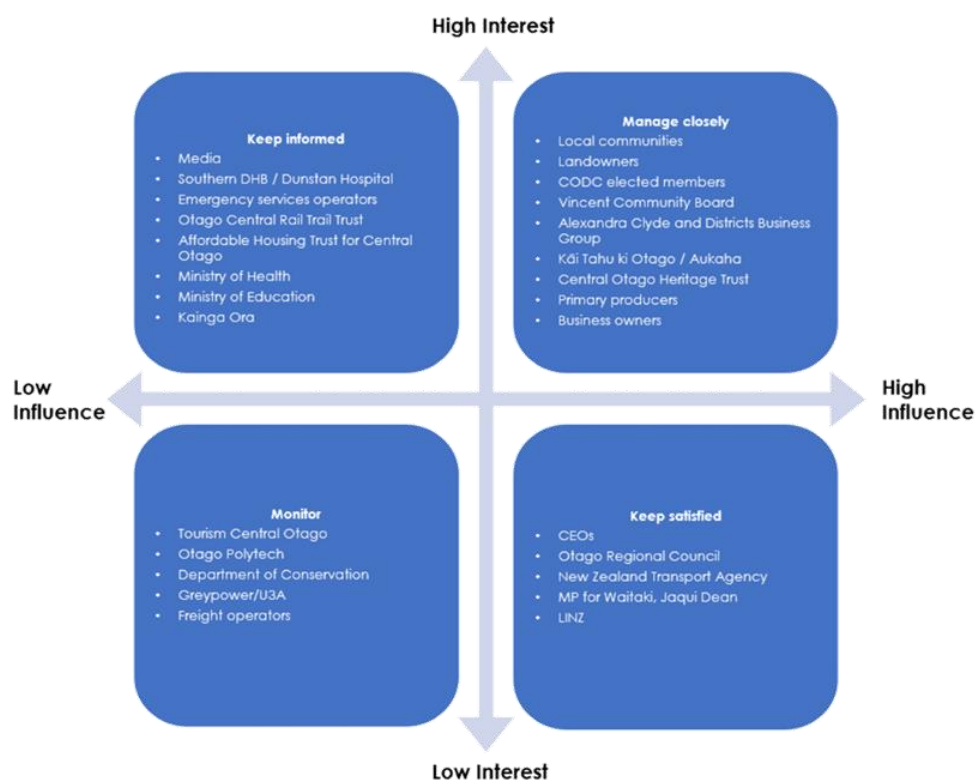 High Interest
Keep informed
• Media
• Southern DHB / Dunstan Hospital
• Emergency services operators
• Otago Central Rail Trail Trust
• Affordable Housing Trust for Central
Otago
• Ministry of Health
• Ministry of Education
• Kainga Ora
Manage closely
• Local communities
• Landowners
• CODC elected members
• Vincent Community Board
• Alexandra Clyde and Districts Business
Group
• Kāi Tahu ki Otago / Aukaha
• Central Otago Heritage Trust
• Primary producers
• Business owners
Low
Influence
High
Influence
Monitor
• Tourism Central Otago
• Otago Polytech
• Department of Conservation
• Greypower/U3A
• Freight operators
Keep satisfied
• CEOs
• Otago Regional Council
• New Zealand Transport Agency
• MP for Waitaki, Jaqui Dean
• LINZ
Low Interest